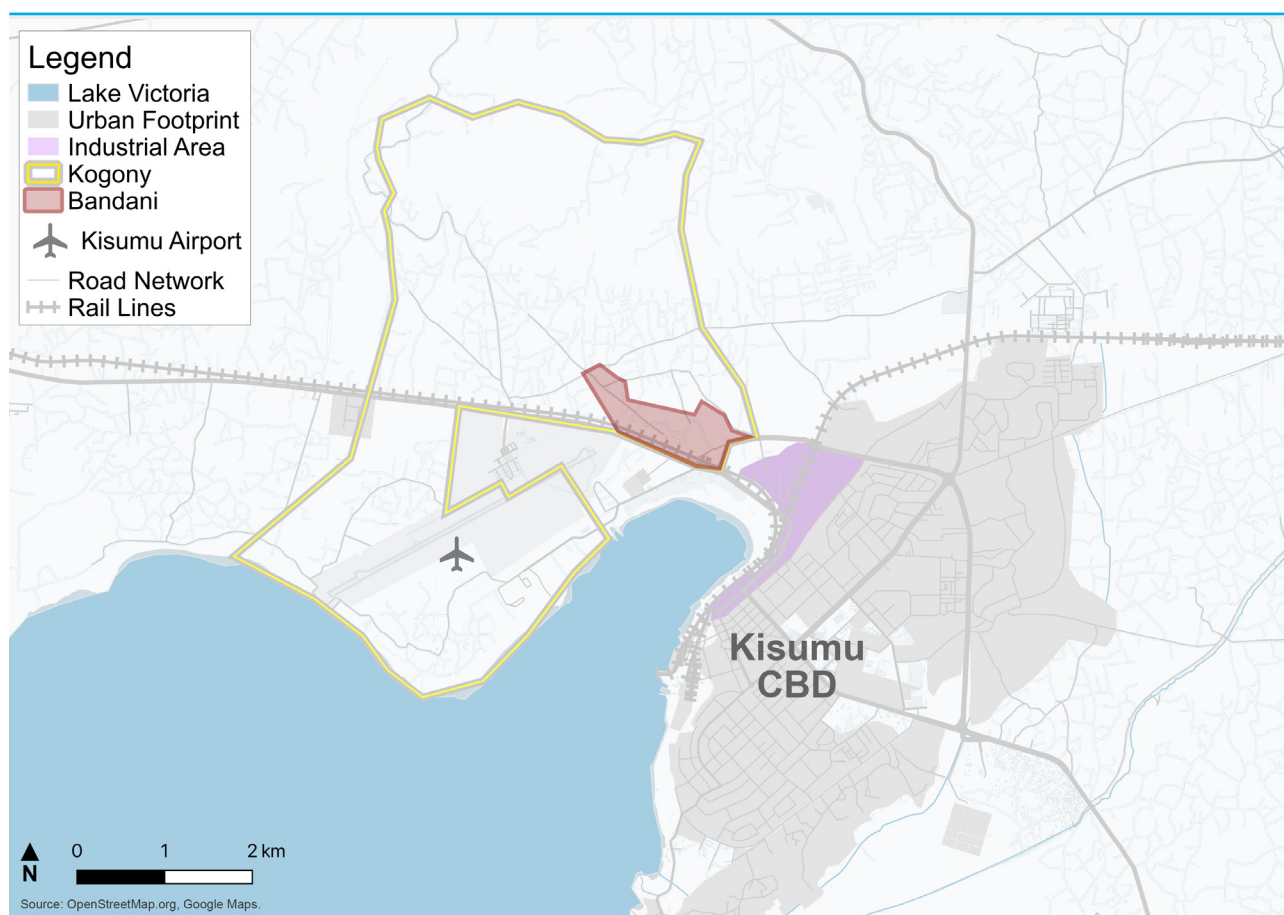 Legend
Lake Victoria
Urban Footprint
Industrial Area
Kogony
Bandani
Kisumu Airport
Road Network
Rail Lines
Kisumu
CBD
0 1 2 km
N
Source: OpenStreetMap.org, Google Maps.